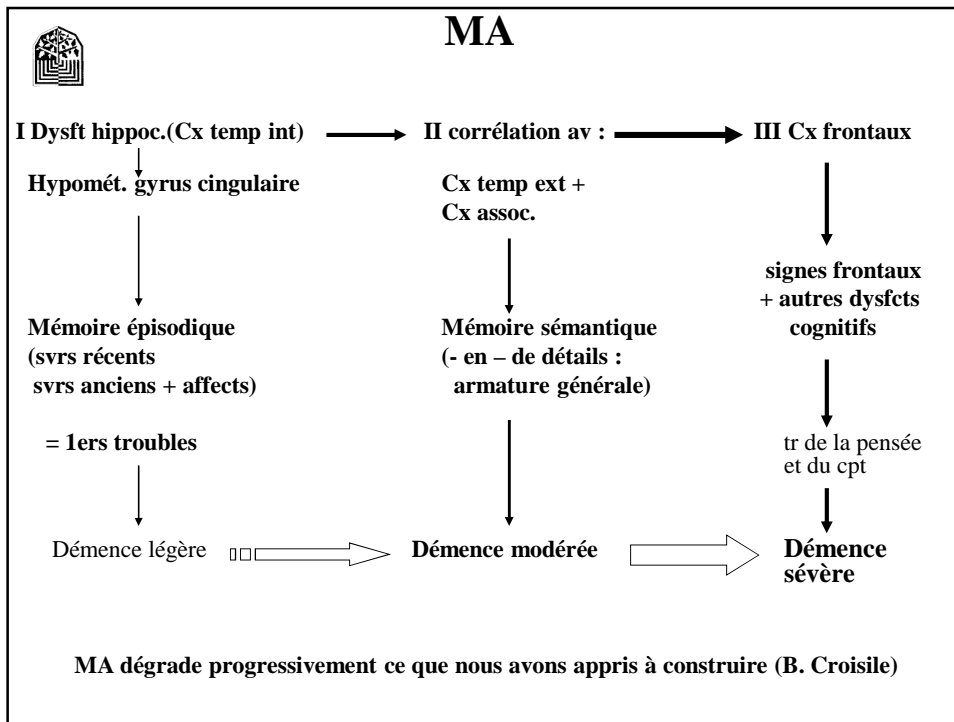 MA
I Dysft hippoc.(Cx temp int)
Hypomét. gyrus cingulaire
Mémoire épisodique
(svrs récents
svrs anciens + affects)
= 1ers troubles
Démence légère
II corrélation av :
Cx temp ext +
Cx assoc.
Mémoire sémantique
(- en – de détails :
armature générale)
Démence modérée
III Cx frontaux
signes frontaux
+ autres dysfcts
cognitifs
tr de la pensée
et du cpt
Démence
sévère
MA dégrade progressivement ce que nous avons appris à construire (B. Croisile)